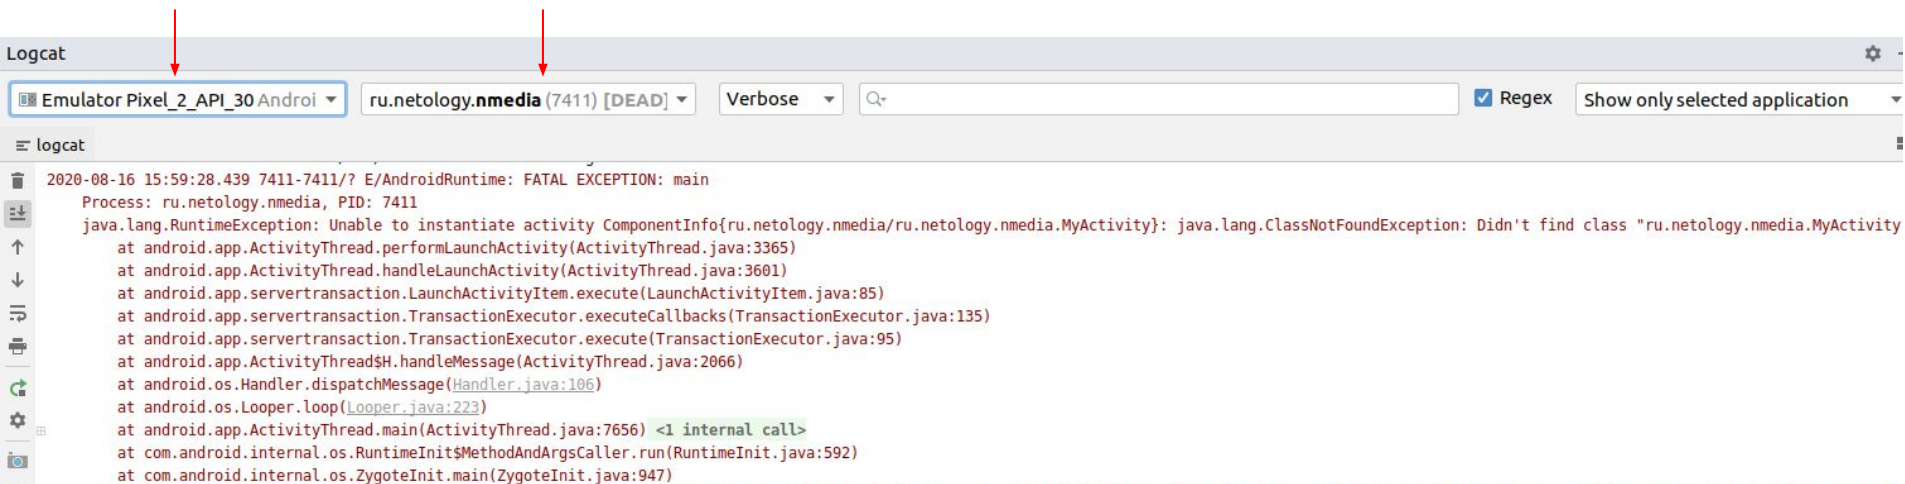 Logcat
Emulator Pixel_2_API_30 Androi ru.netology.nmedia (7411) [DEAD] Verbose Regex Show only selected application
logcat
2020-08-16 15:59:28.439 7411-7411/? E/AndroidRuntime: FATAL EXCEPTION: main
Process: ru.netology.nmedia, PID: 7411
java.lang.RuntimeException: Unable to instantiate activity ComponentInfo{ru.netology.nmedia/ru.netology.nmedia.MyActivity}: java.lang.ClassNotFoundException: Didn't find class "ru.netology.nmedia.MyActivity
at android.app.ActivityThread.performLaunchActivity(ActivityThread.java:3365)
at android.app.ActivityThread.handleLaunchActivity(ActivityThread.java:3601)
at android.app.servertransaction.LaunchActivityItem.execute(LaunchActivityItem.java:85)
at android.app.servertransaction.TransactionExecutor.executeCallbacks(TransactionExecutor.java:135)
at android.app.servertransaction.TransactionExecutor.execute(TransactionExecutor.java:95)
at android.app.ActivityThread$H.handleMessage(ActivityThread.java:2066)
at android.os.Handler.dispatchMessage(Handler.java:106)
at android.os.Looper.loop(Looper.java:223)
at android.app.ActivityThread.main(ActivityThread.java:7656) <1 internal call>
at com.android.internal.os.RuntimeInit$MethodAndArgsCaller.run(RuntimeInit.java:592)
at com.android.internal.os.ZygoteInit.main(ZygoteInit.java:947)